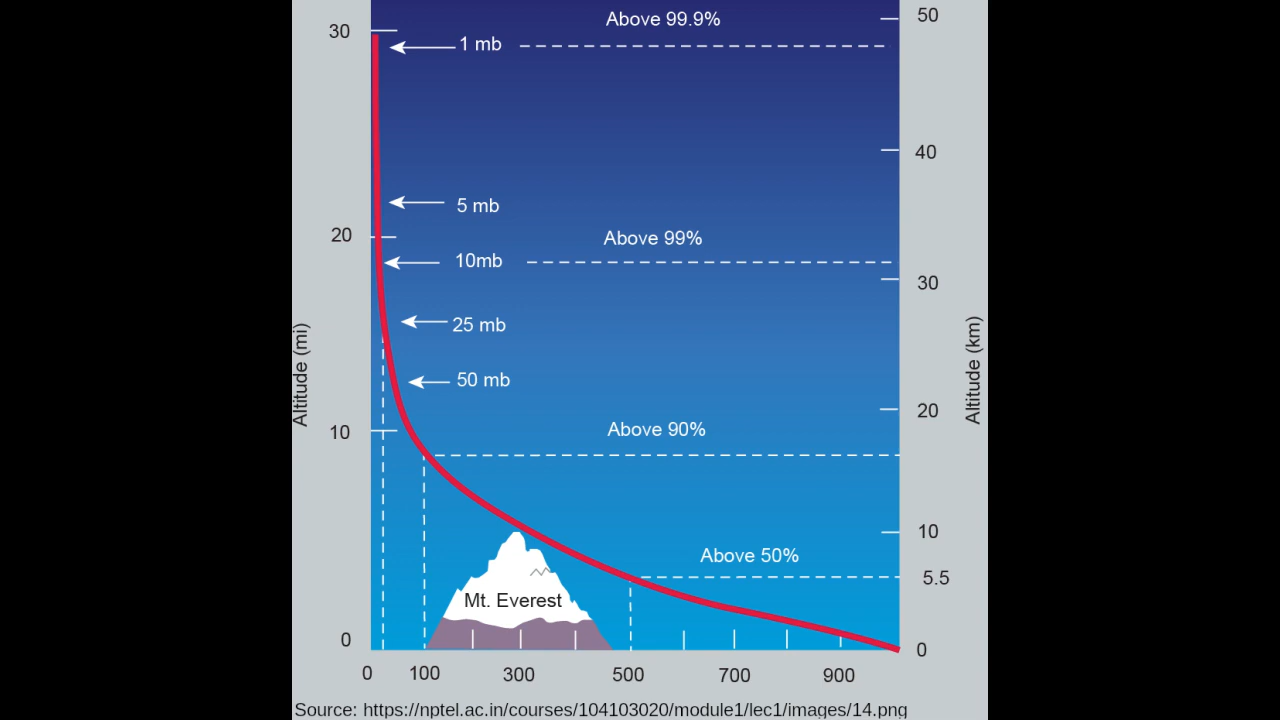 Above 99.9%
50
30
1 mb
40
5 mb
20
Above 99%
10mb
30
25 mb
Altitude (mi)
Altitude (km)
50 mb
20
10
Above 90%
10
Above 50%
5.5
Mt. Everest
0
0
0 100 300 500 700 900
Source: https://nptel.ac.in/courses/104103020/module1/lec1/images/14.png